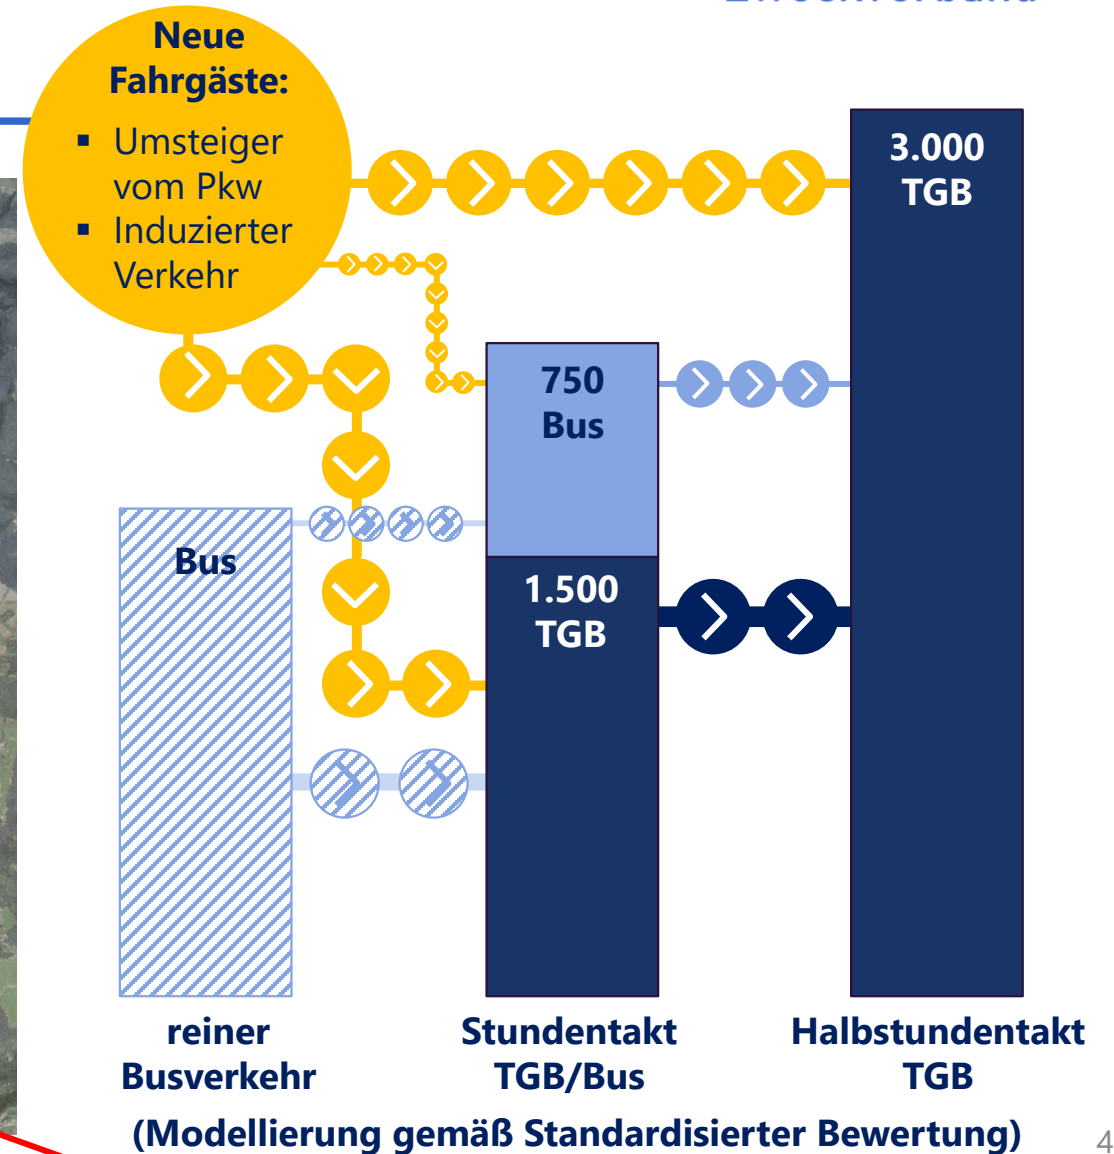 Neue
Fahrgäste:
▪ Umsteiger
vom Pkw
▪ Induzierter
Verkehr
3.000
TGB
750
Bus
Bus
1.500
TGB
reiner
Busverkehr
Stundentakt
TGB/Bus
Halbstundentakt
TGB
(Modellierung gemäß Standardisierter Bewertung)
4